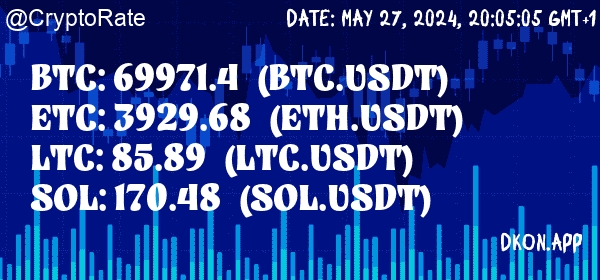 @CryptoRate
DATE: MAY 27, 2024, 20:05:05 GMT+1
BTC: 69971.4 (BTC.USDT)
ETC: 3929.68 (ETH.USDT)
LTC: 85.89 (LTC.USDT)
SOL: 170.48 (SOL.USDT)
DKON.APP